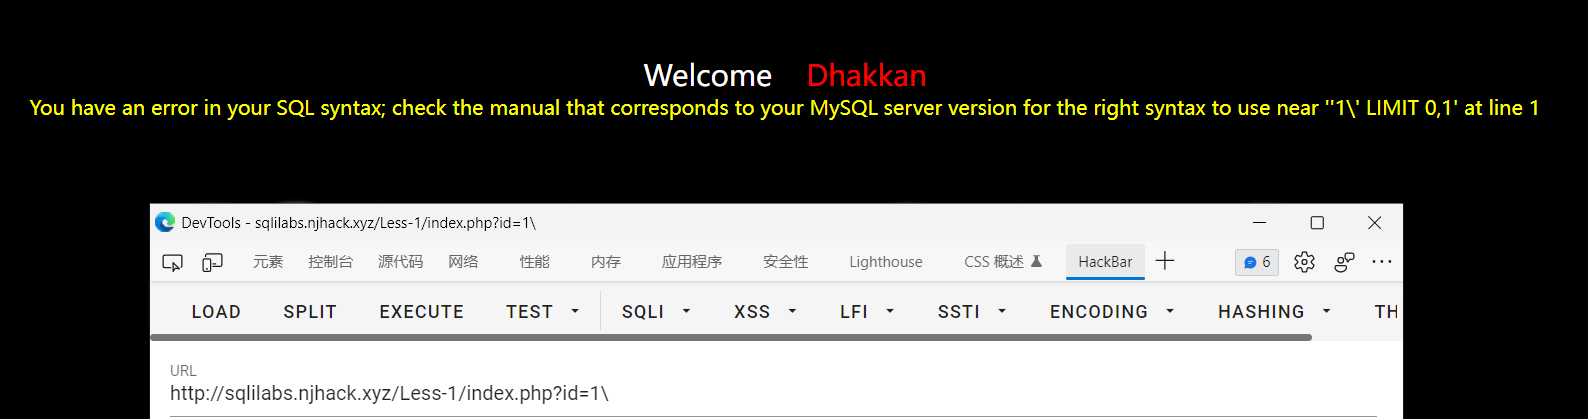 Welcome Dhakkan
You have an error in your SQL syntax; check the manual that corresponds to your MySQL server version for the right syntax to use near ''1\' LIMIT 0,1' at line 1
DevTools - sqlilabs.njhack.xyz/Less-1/index.php?id=1\
元素 控制台 源代码 网络 性能 内存 应用程序 安全性 Lighthouse CSS 概述 HackBar 6
LOAD SPLIT EXECUTE TEST SQLI XSS LFI SSTI ENCODING HASHING TH
URL
http://sqlilabs.njhack.xyz/Less-1/index.php?id=1\